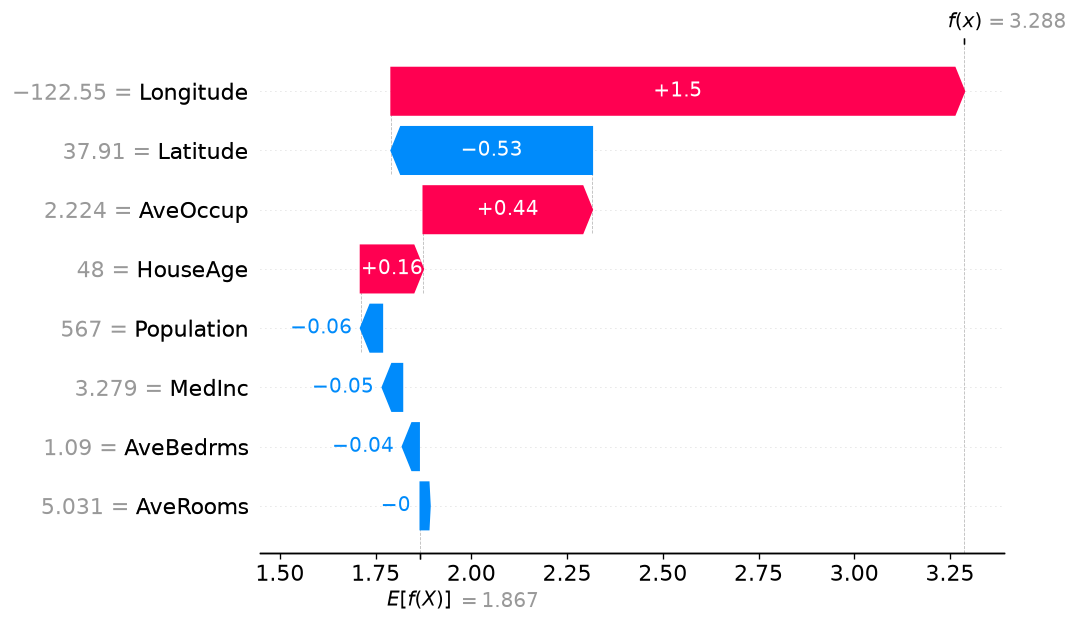 f(x) = 3.288
−122.55 = Longitude +1.5
37.91 = Latitude −0.53
2.224 = AveOccup +0.44
48 = HouseAge +0.16
567 = Population −0.06
3.279 = MedInc −0.05
1.09 = AveBedrms −0.04
5.031 = AveRooms −0
1.50 1.75 2.00 2.25 2.50 2.75 3.00 3.25
E[f(X)] = 1.867